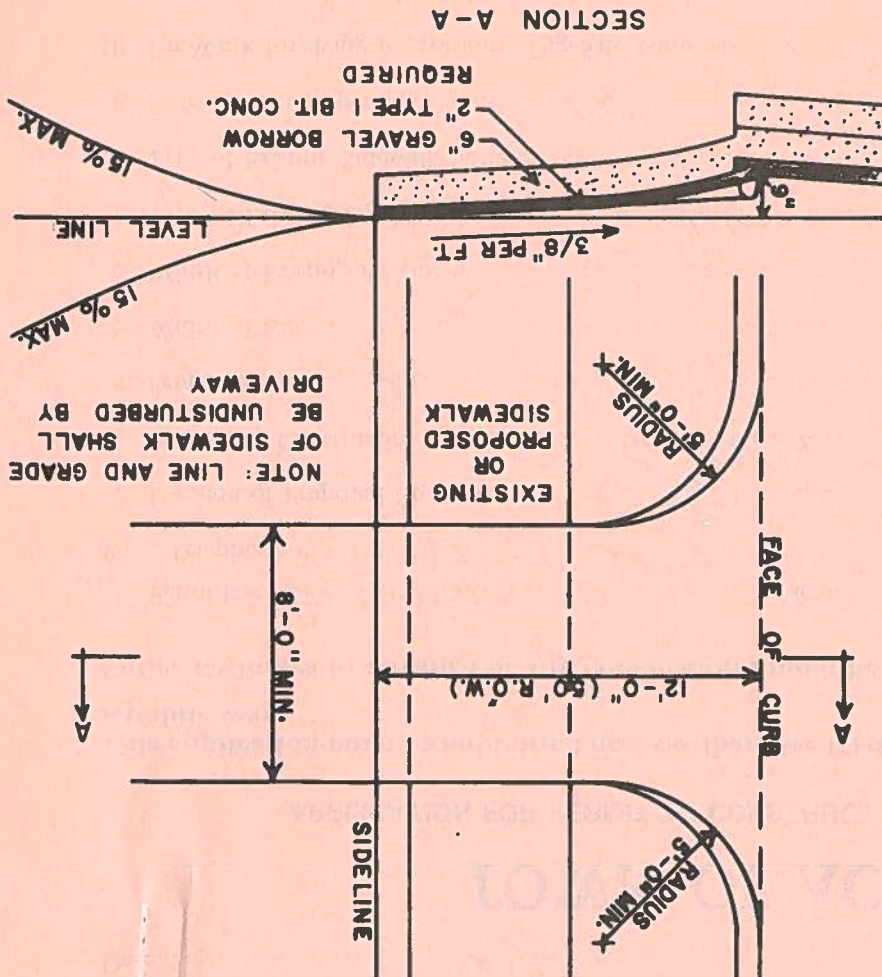 RADIUS
5'-0" MIN.
SIDELINE
A
A
12'-0" (50' R.O.W.)
8'-0" MIN.
FACE OF CURB
EXISTING
OR
PROPOSED
SIDEWALK
RADIUS
5'-0" MIN.
NOTE: LINE AND GRADE
OF SIDEWALK SHALL
BE UNDISTURBED BY
DRIVEWAY
15% MAX.
3/8" PER FT.
LEVEL LINE
6"
15% MAX.
6" GRAVEL BORROW
2" TYPE I BIT. CONC.
REQUIRED
SECTION A-A